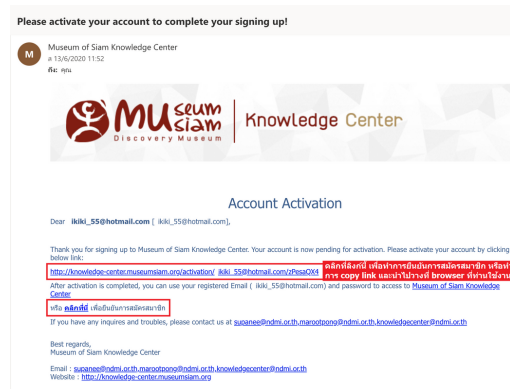 Please activate your account to complete your signing up!
M
Museum of Siam Knowledge Center
ส 13/6/2020 11:52
ถึง: คุณ
MUSEUM SIAM
Discovery Museum
Knowledge Center
Account Activation
Dear ikiki_55@hotmail.com [ ikiki_55@hotmail.com],
Thank you for signing up to Museum of Siam Knowledge Center. Your account is now pending for activation. Please activate your account by clicking
below link:
http://knowledge-center.museumsiam.org/activation/ ikiki_55@hotmail.com/zPesaQX4
คลิกที่ลิงก์นี้ เพื่อทำการยืนยันการสมัครสมาชิก หรือทำ
การ copy link และนำไปวางที่ browser ที่ท่านใช้งาน
After activation is completed, you can use your registered Email ( ikiki_55@hotmail.com) and password to access to Museum of Siam Knowledge
Center
หรือ คลิกที่นี่ เพื่อยืนยันการสมัครสมาชิก
If you have any inquires and troubles, please contact us at supanee@ndmi.or.th,marootpong@ndmi.or.th,knowledgecenter@ndmi.or.th
Best regards,
Museum of Siam Knowledge Center
Email : supanee@ndmi.or.th,marootpong@ndmi.or.th,knowledgecenter@ndmi.or.th
Website : http://knowledge-center.museumsiam.org